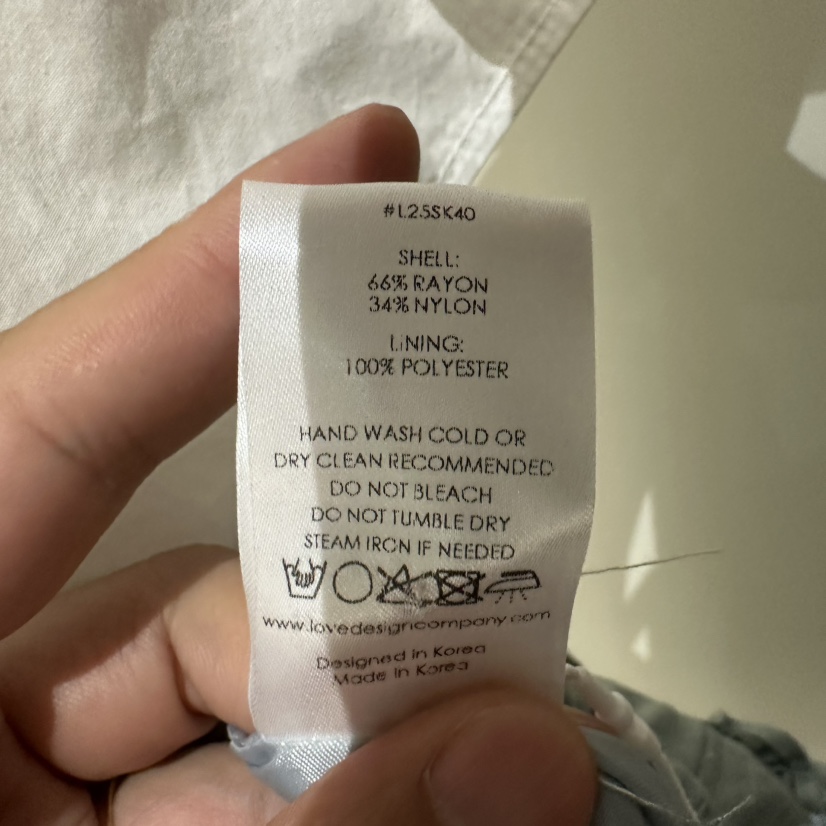 #L25SK40
SHELL:
66% RAYON
34% NYLON
LINING:
100% POLYESTER
HAND WASH COLD OR
DRY CLEAN RECOMMENDED
DO NOT BLEACH
DO NOT TUMBLE DRY
STEAM IRON IF NEEDED
www.lovedesigncompany.com
Designed in Korea
Made in Korea